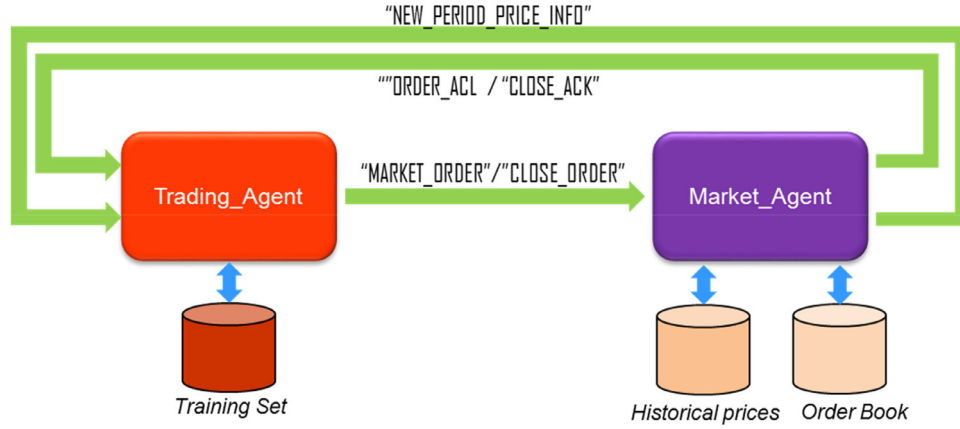 “NEW_PERIOD_PRICE_INFO”
“”ORDER_ACL / “CLOSE_ACK”
“MARKET_ORDER”/”CLOSE_ORDER”
Trading_Agent
Market_Agent
Training Set
Historical prices
Order Book